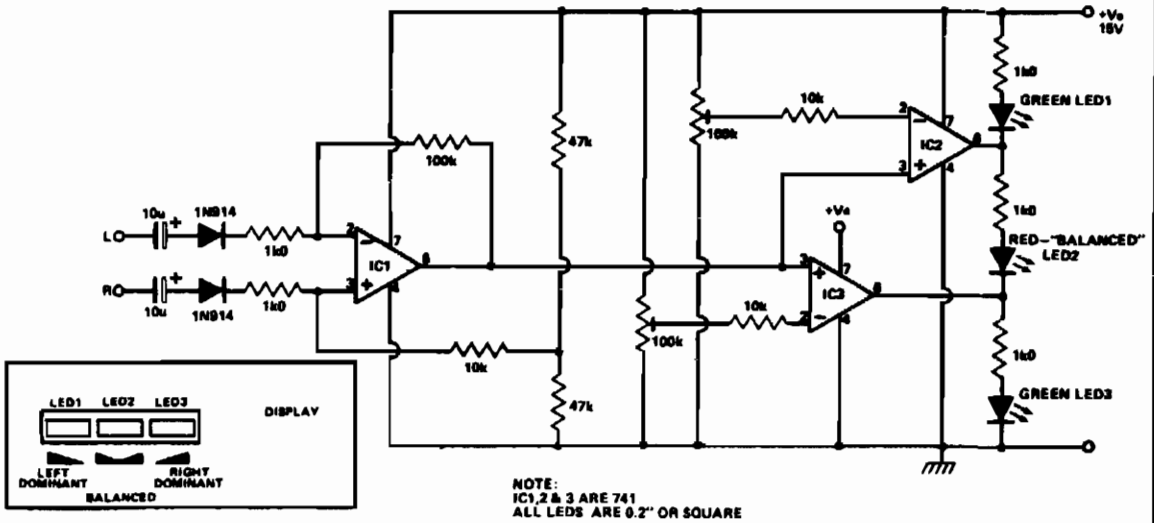 +Ve
15V
1k0
GREEN LED1
10k
2
−
7
IC2
6
+
3
4
100k
47k
100k
1k0
RED-"BALANCED"
LED2
+Ve
10u
+
1N914
L
1k0
2
−
7
IC1
6
3
+
4
R
+
10u
1N914
1k0
3
+
7
IC3
6
10k
2
−
4
100k
10k
1k0
47k
GREEN LED3
LED1 LED2 LED3
DISPLAY
LEFT
DOMINANT
RIGHT
DOMINANT
BALANCED
NOTE:
IC1,2 & 3 ARE 741
ALL LEDS ARE 0.2" OR SQUARE